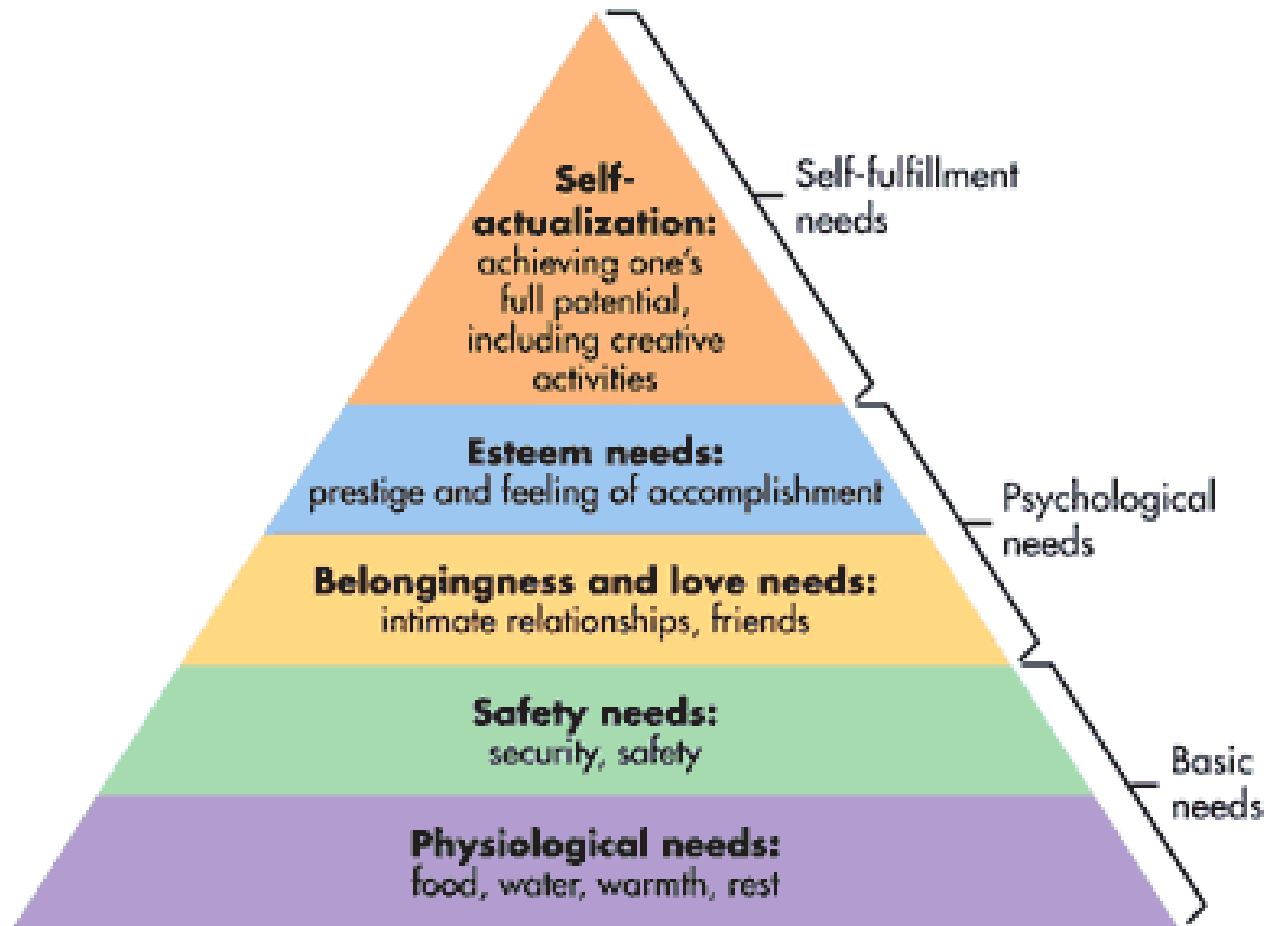 Self-
actualization:
achieving one's
full potential,
including creative
activities
Self-fulfillment
needs
Esteem needs:
prestige and feeling of accomplishment
Psychological
needs
Belongingness and love needs:
intimate relationships, friends
Safety needs:
security, safety
Basic
needs
Physiological needs:
food, water, warmth, rest